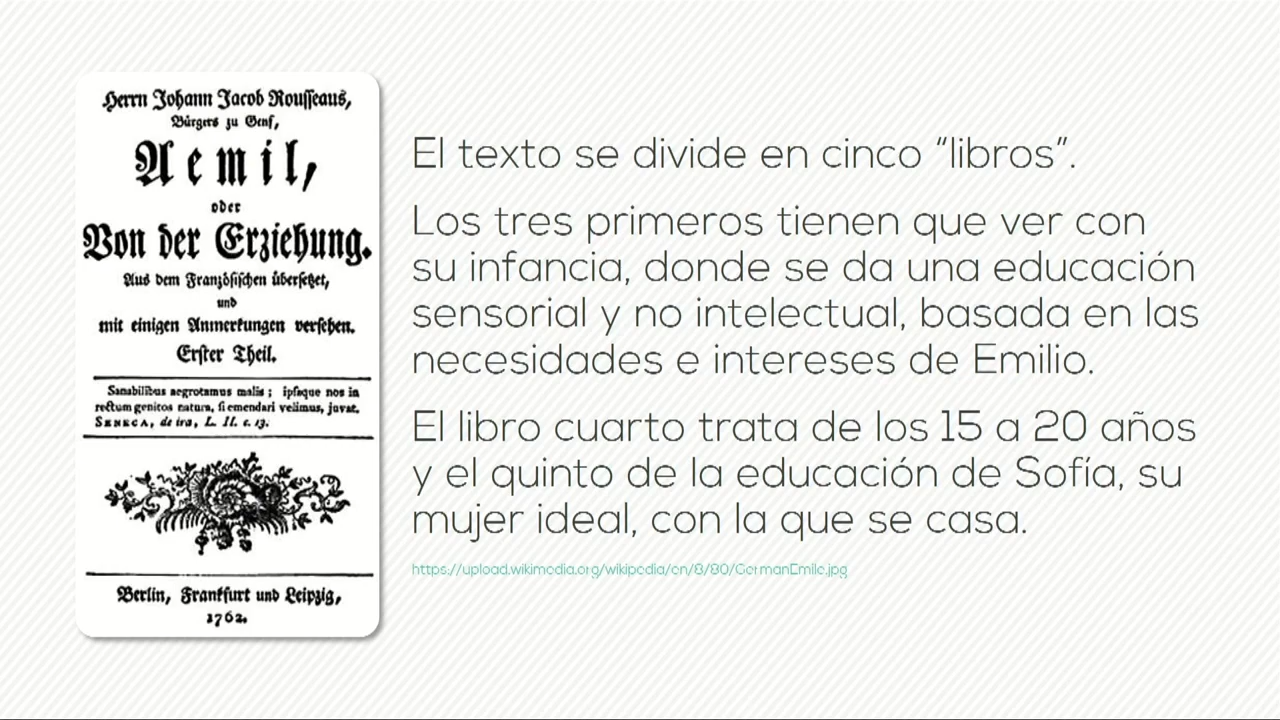 Herrn Johann Jacob Rousseaus,
Bürgers zu Genf,
Aemil,
oder
Von der Erziehung.
Aus dem Französischen übersetzet,
und
mit einigen Anmerkungen versehen.
Erster Theil.
Sanabilibus aegrotamus malis; ipsaque nos in
rectum genitos natura, si emendari velimus, juvat.
SENECA, de ira, L. II. c. 13.
Berlin, Frankfurt und Leipzig,
1762.
El texto se divide en cinco “libros”.
Los tres primeros tienen que ver con
su infancia, donde se da una educación
sensorial y no intelectual, basada en las
necesidades e intereses de Emilio.
El libro cuarto trata de los 15 a 20 años
y el quinto de la educación de Sofía, su
mujer ideal, con la que se casa.
https://upload.wikimedia.org/wikipedia/en/8/80/GermanEmile.jpg